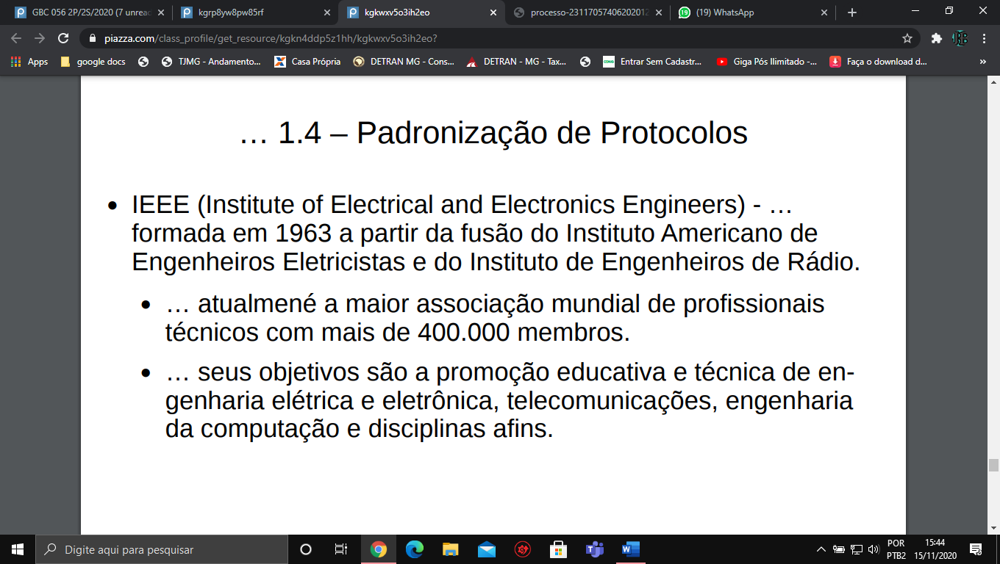 GBC 056 2P/2S/2020 (7 unread
kgrp8yw8pw85rf
kgkwxv5o3ih2eo
processo-23117057406202012
(19) WhatsApp
piazza.com/class_profile/get_resource/kgkn4ddp5z1hh/kgkwxv5o3ih2eo?
Apps
google docs
TJMG - Andamento...
Casa Própria
DETRAN MG - Cons...
DETRAN - MG - Tax...
Entrar Sem Cadastr...
Giga Pós Ilimitado -...
Faça o download d...
»
… 1.4 – Padronização de Protocolos
• IEEE (Institute of Electrical and Electronics Engineers) - …
formada em 1963 a partir da fusão do Instituto Americano de
Engenheiros Eletricistas e do Instituto de Engenheiros de Rádio.
• … atualmené a maior associação mundial de profissionais
técnicos com mais de 400.000 membros.
• … seus objetivos são a promoção educativa e técnica de en-
genharia elétrica e eletrônica, telecomunicações, engenharia
da computação e disciplinas afins.
Digite aqui para pesquisar
POR
PTB2
15:44
15/11/2020